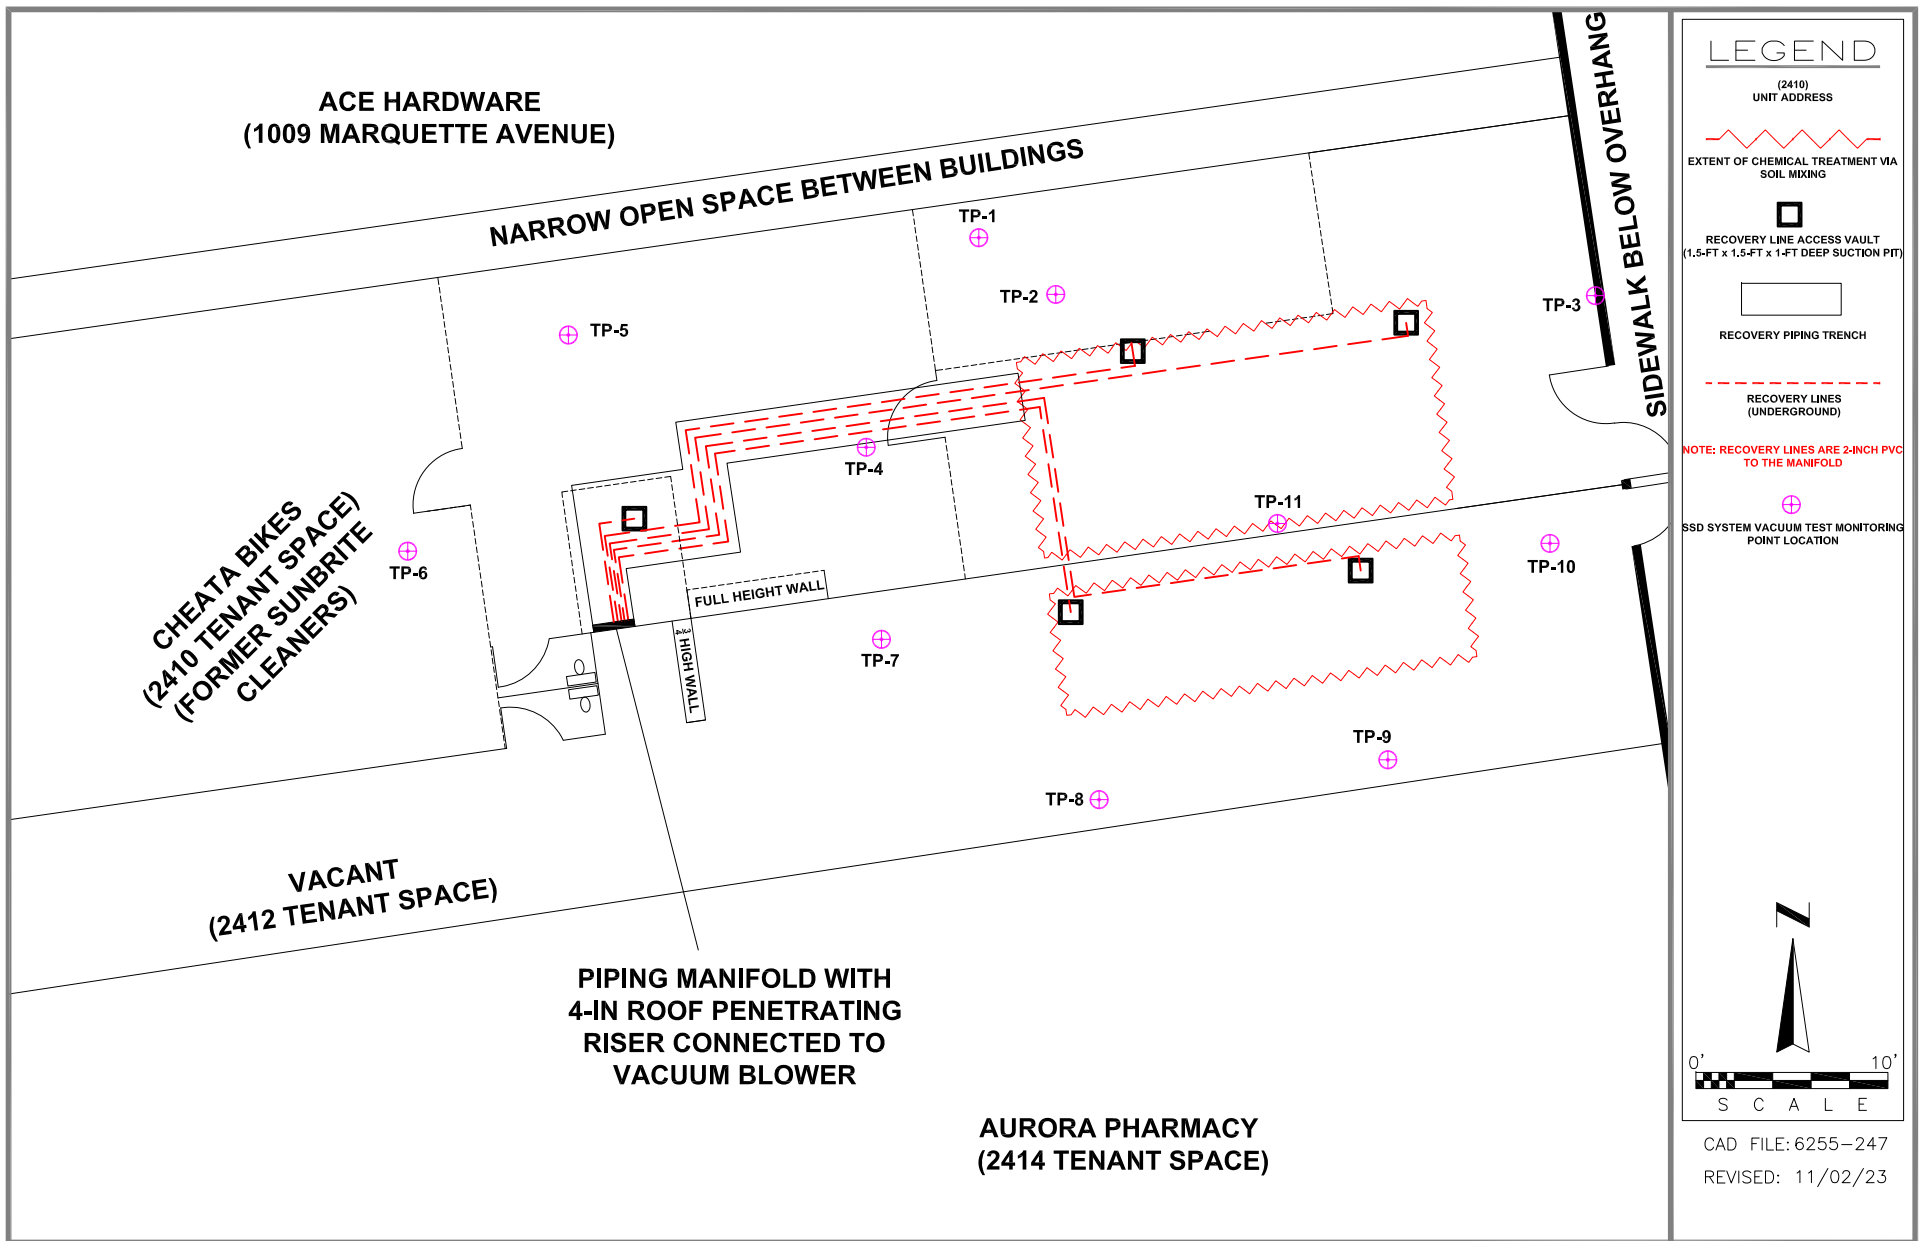 ACE HARDWARE
(1009 MARQUETTE AVENUE)
NARROW OPEN SPACE BETWEEN BUILDINGS
SIDEWALK BELOW OVERHANG
TP-1
TP-2
TP-3
TP-5
TP-4
TP-11
TP-6
TP-10
TP-7
TP-9
TP-8
FULL HEIGHT WALL
3/4 HIGH WALL
CHEATA BIKES
(2410 TENANT SPACE)
(FORMER SUNBRITE
CLEANERS)
VACANT
(2412 TENANT SPACE)
PIPING MANIFOLD WITH
4-IN ROOF PENETRATING
RISER CONNECTED TO
VACUUM BLOWER
AURORA PHARMACY
(2414 TENANT SPACE)
LEGEND
(2410)
UNIT ADDRESS
EXTENT OF CHEMICAL TREATMENT VIA
SOIL MIXING
RECOVERY LINE ACCESS VAULT
(1.5-FT x 1.5-FT x 1-FT DEEP SUCTION PIT)
RECOVERY PIPING TRENCH
RECOVERY LINES
(UNDERGROUND)
NOTE: RECOVERY LINES ARE 2-INCH PVC
TO THE MANIFOLD
SSD SYSTEM VACUUM TEST MONITORING
POINT LOCATION
N
0' 10'
S C A L E
CAD FILE: 6255-247
REVISED: 11/02/23